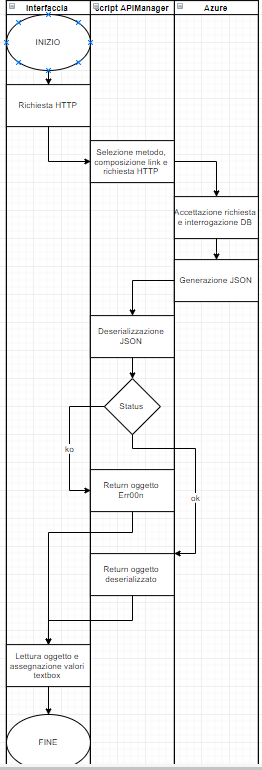 Interfaccia
Script APIManager
Azure
INIZIO
Richiesta HTTP
Selezione metodo,
composizione link e
richiesta HTTP
Accettazione richiesta
e interrogazione DB
Generazione JSON
Deserializzazione
JSON
Status
ko
Return oggetto
Err00n
ok
Return oggetto
deserializzato
Lettura oggetto e
assegnazione valori
textbox
FINE